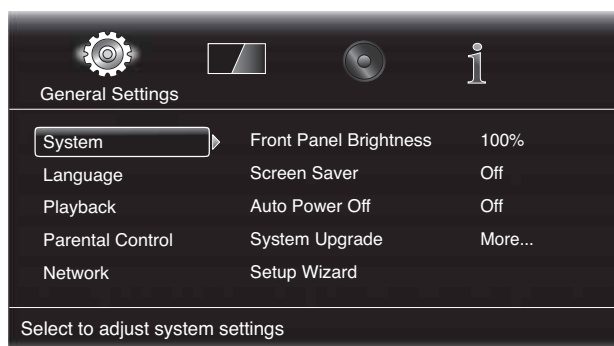 General Settings
System Front Panel Brightness 100%
Language Screen Saver Off
Playback Auto Power Off Off
Parental Control System Upgrade More...
Network Setup Wizard
Select to adjust system settings